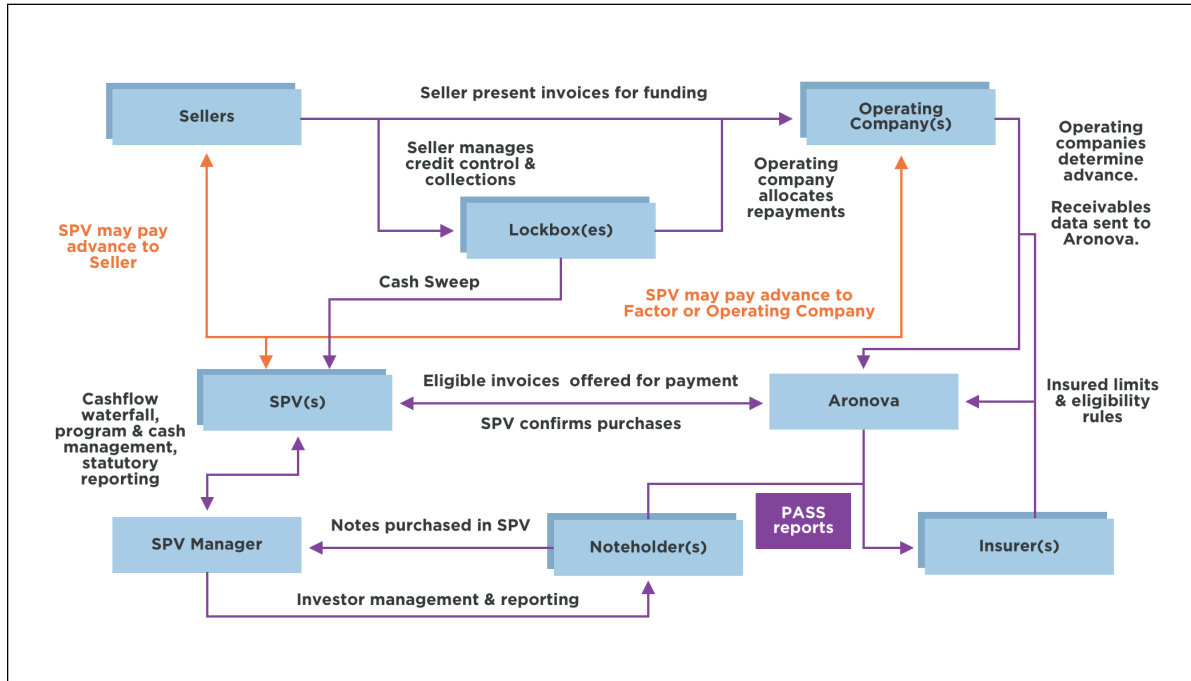 Sellers
Seller present invoices for funding
Operating
Company(s)
Operating
companies
determine
advance.
Receivables
data sent to
Aronova.
Seller manages
credit control &
collections
Operating
company
allocates
repayments
Lockbox(es)
SPV may pay
advance to
Seller
Cash Sweep
SPV may pay advance to
Factor or Operating Company
Cashflow
waterfall,
program & cash
management,
statutory
reporting
SPV(s)
Eligible invoices  offered for payment
SPV confirms purchases
Aronova
Insured limits
& eligibility
rules
SPV Manager
Notes purchased in SPV
Noteholder(s)
PASS
reports
Insurer(s)
Investor management & reporting